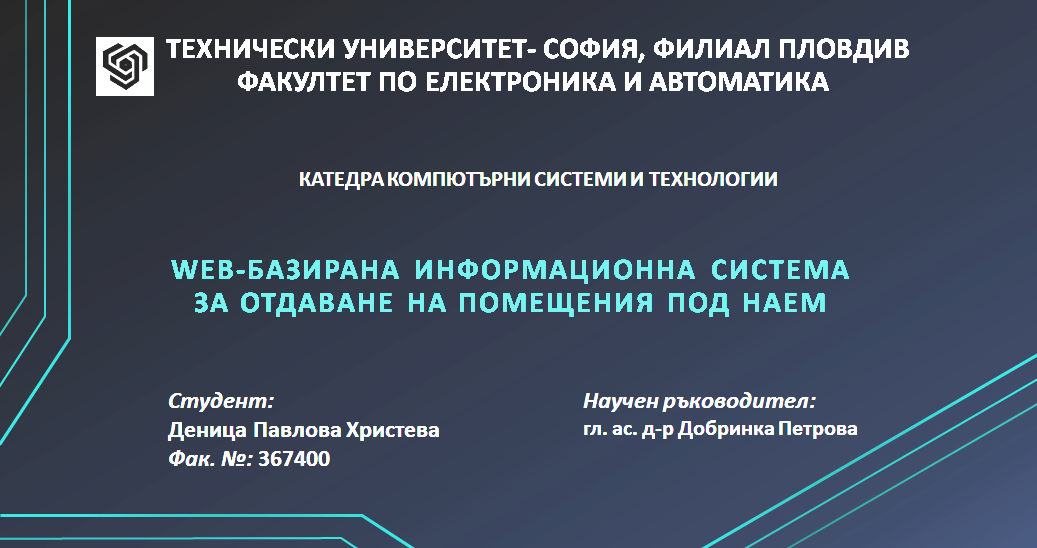 ТЕХНИЧЕСКИ УНИВЕРСИТЕТ- СОФИЯ, ФИЛИАЛ ПЛОВДИВ
ФАКУЛТЕТ ПО ЕЛЕКТРОНИКА И АВТОМАТИКА
КАТЕДРА КОМПЮТЪРНИ СИСТЕМИ И ТЕХНОЛОГИИ
WEB-БАЗИРАНА ИНФОРМАЦИОННА СИСТЕМА
ЗА ОТДАВАНЕ НА ПОМЕЩЕНИЯ ПОД НАЕМ
Студент:
Деница Павлова Христева
Фак. №: 367400
Научен ръководител:
гл. ас. д-р Добринка Петрова